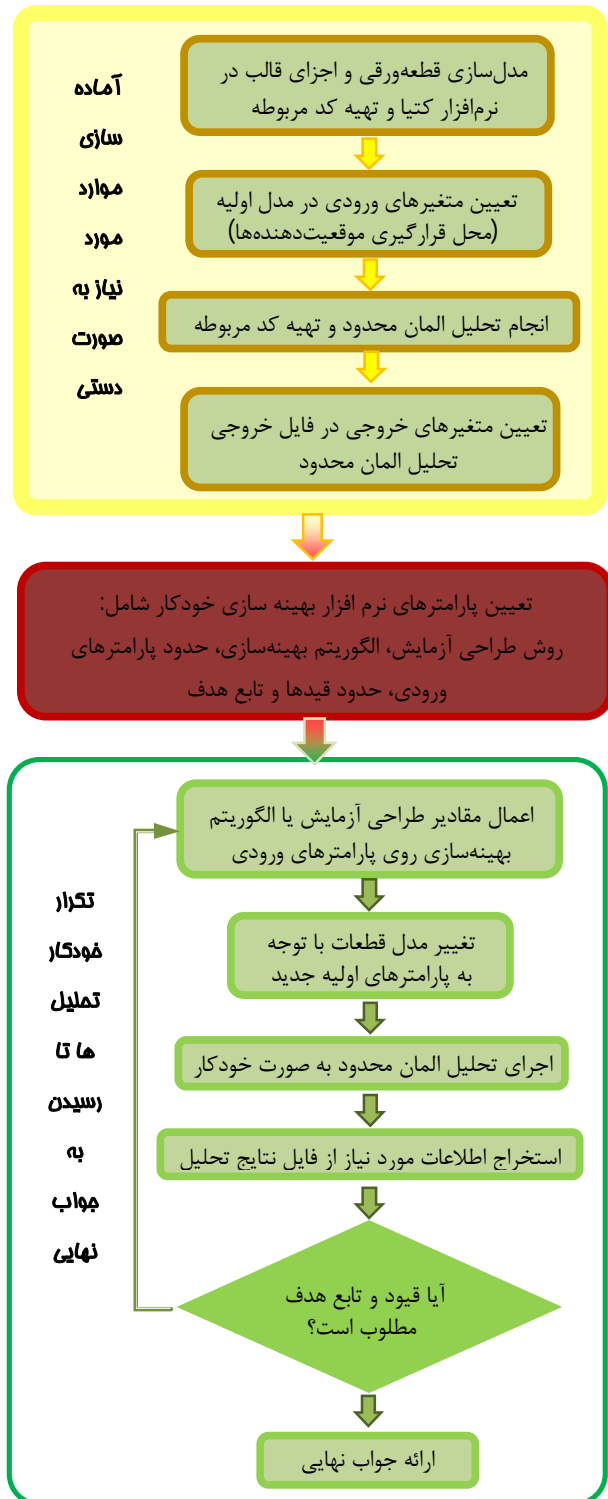 آماده
سازی
موارد
مورد
نیاز به
صورت
دستی
مدل‌سازی قطعه‌ورقی و اجزای قالب در
نرم‌افزار کتیا و تهیه کد مربوطه
تعیین متغیرهای ورودی در مدل اولیه
(محل قرارگیری موقعیت‌دهنده‌ها)
انجام تحلیل المان محدود و تهیه کد مربوطه
تعیین متغیرهای خروجی در فایل خروجی
تحلیل المان محدود
تعیین پارامترهای نرم افزار بهینه سازی خودکار شامل:
روش طراحی آزمایش، الگوریتم بهینه‌سازی، حدود پارامترهای
ورودی، حدود قیدها و تابع هدف
تکرار
خودکار
تحلیل
ها تا
رسیدن
به
جواب
نهایی
اعمال مقادیر طراحی آزمایش یا الگوریتم
بهینه‌سازی روی پارامترهای ورودی
تغییر مدل قطعات با توجه
به پارامترهای اولیه جدید
اجرای تحلیل المان محدود به صورت خودکار
استخراج اطلاعات مورد نیاز از فایل نتایج تحلیل
آیا قیود و تابع هدف
مطلوب است؟
ارائه جواب نهایی